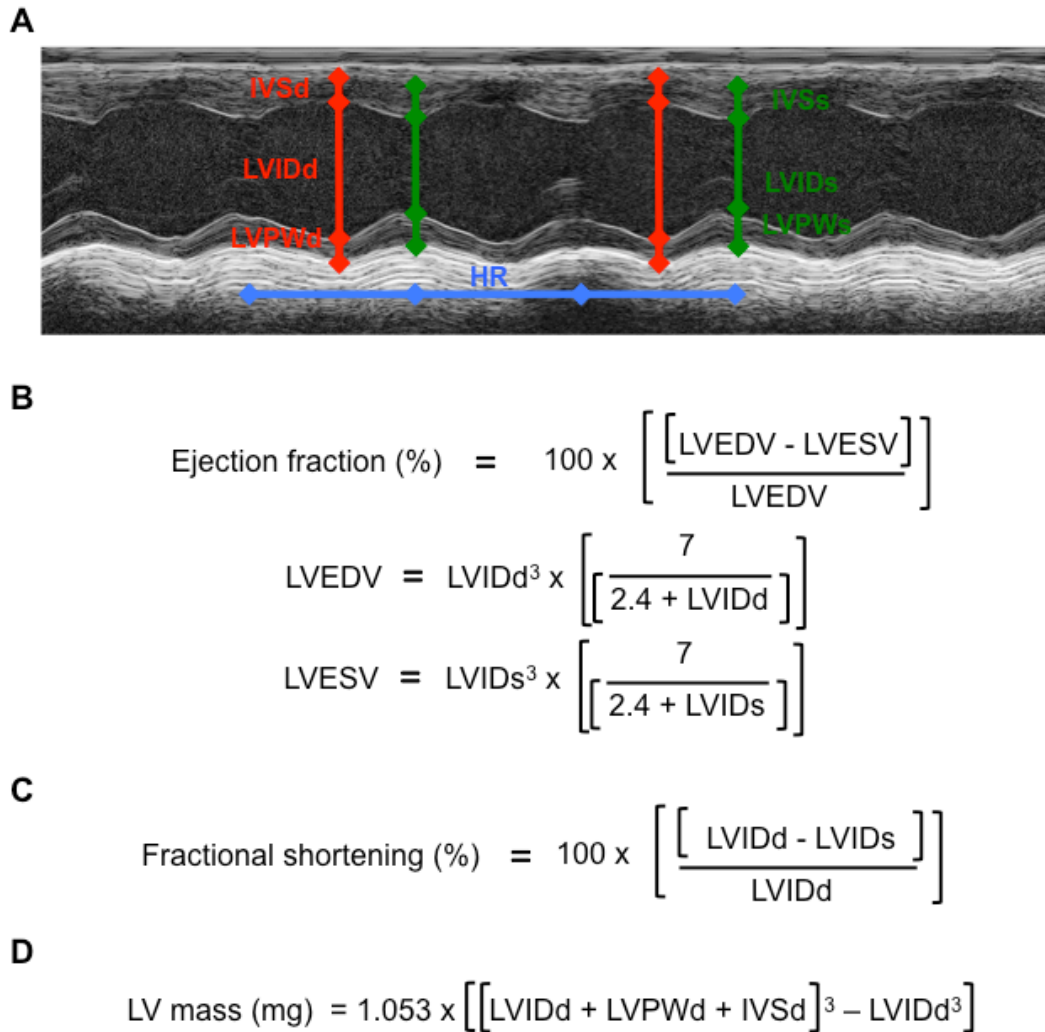 A
IVSd
IVSs
LVIDd
LVIDs
LVPWd
LVPWs
HR
B
Ejection fraction (%) = 100 x [[LVEDV - LVESV] / LVEDV]
LVEDV = LVIDd³ x [7 / [2.4 + LVIDd]]
LVESV = LVIDs³ x [7 / [2.4 + LVIDs]]
C
Fractional shortening (%) = 100 x [[LVIDd - LVIDs] / LVIDd]
D
LV mass (mg) = 1.053 x [[LVIDd + LVPWd + IVSd]³ – LVIDd³]